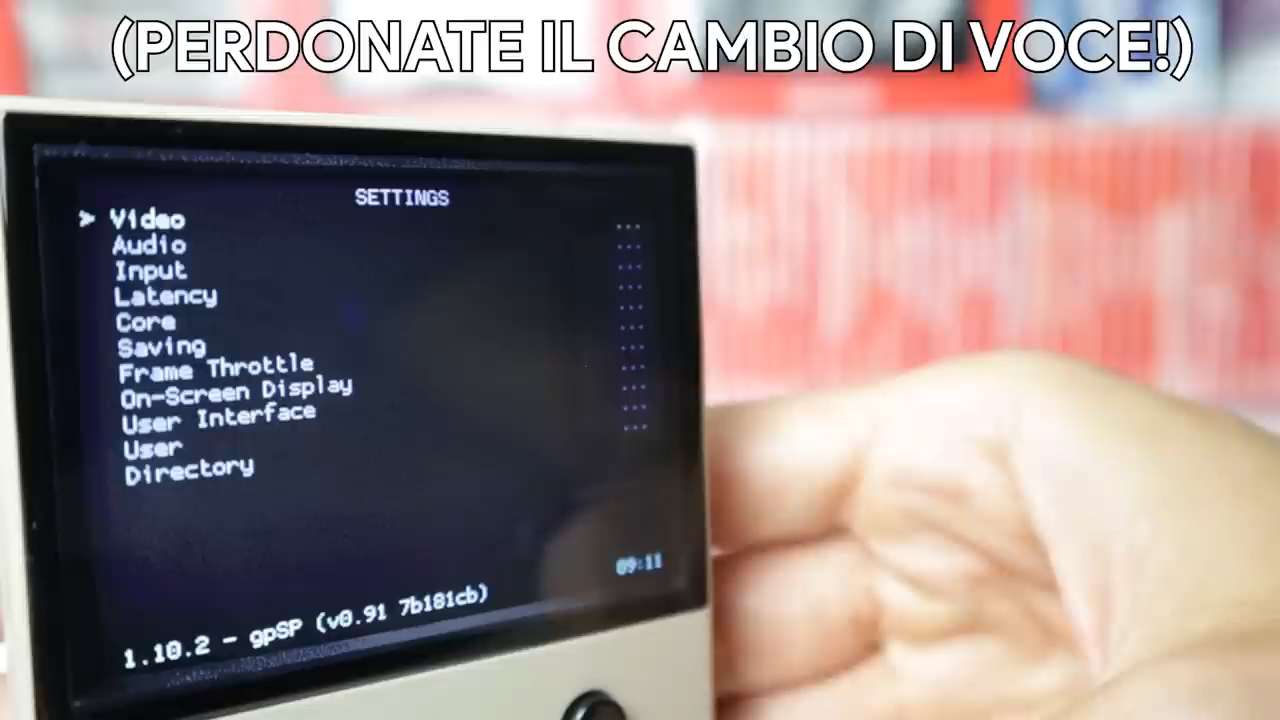 (PERDONATE IL CAMBIO DI VOCE!)
SETTINGS
> Video ...
Audio ...
Input ...
Latency ...
Core ...
Saving ...
Frame Throttle ...
On-Screen Display ...
User Interface ...
User ...
Directory ...
09:11
1.10.2 - gpSP (v0.91 7b181cb)